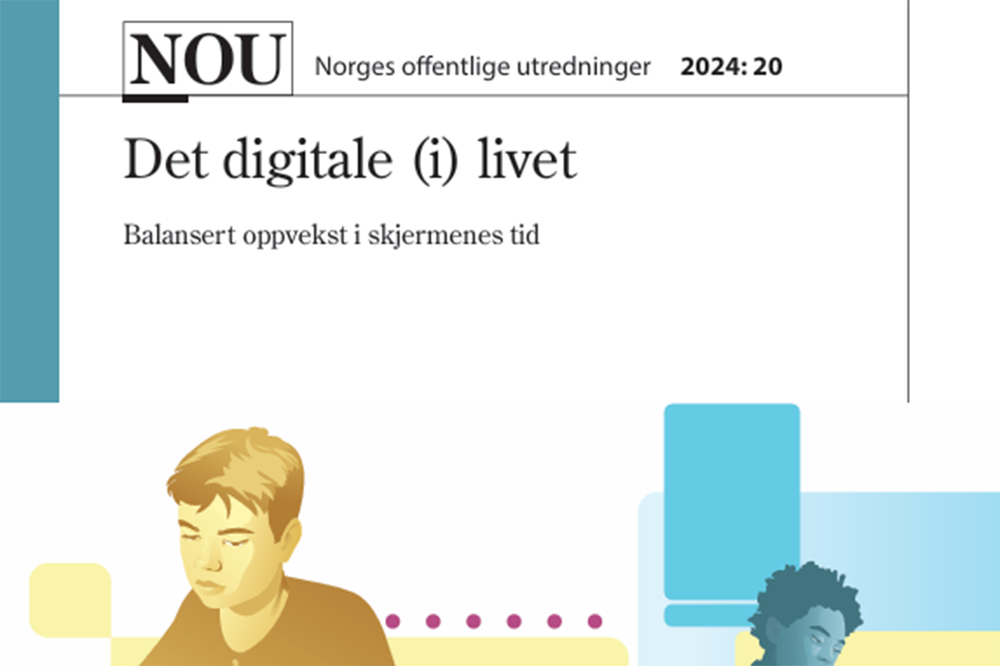 NOU Norges offentlige utredninger 2024: 20
Det digitale (i) livet
Balansert oppvekst i skjermenes tid